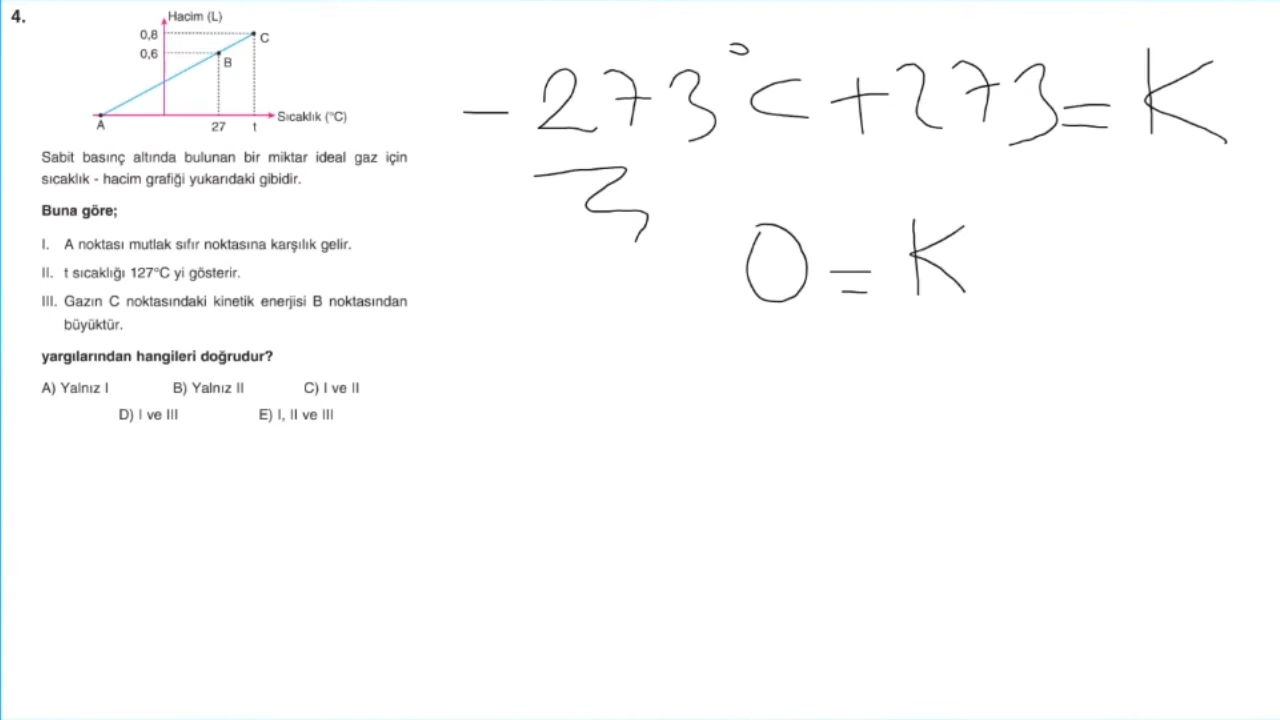 4.
Hacim (L)
0,8
C
0,6
B
A
27
t
Sıcaklık (°C)
Sabit basınç altında bulunan bir miktar ideal gaz için
sıcaklık - hacim grafiği yukarıdaki gibidir.
Buna göre;
I. A noktası mutlak sıfır noktasına karşılık gelir.
II. t sıcaklığı 127°C yi gösterir.
III. Gazın C noktasındaki kinetik enerjisi B noktasından
büyüktür.
yargılarından hangileri doğrudur?
A) Yalnız I B) Yalnız II C) I ve II
D) I ve III E) I, II ve III
-273°C+273=K
0=K